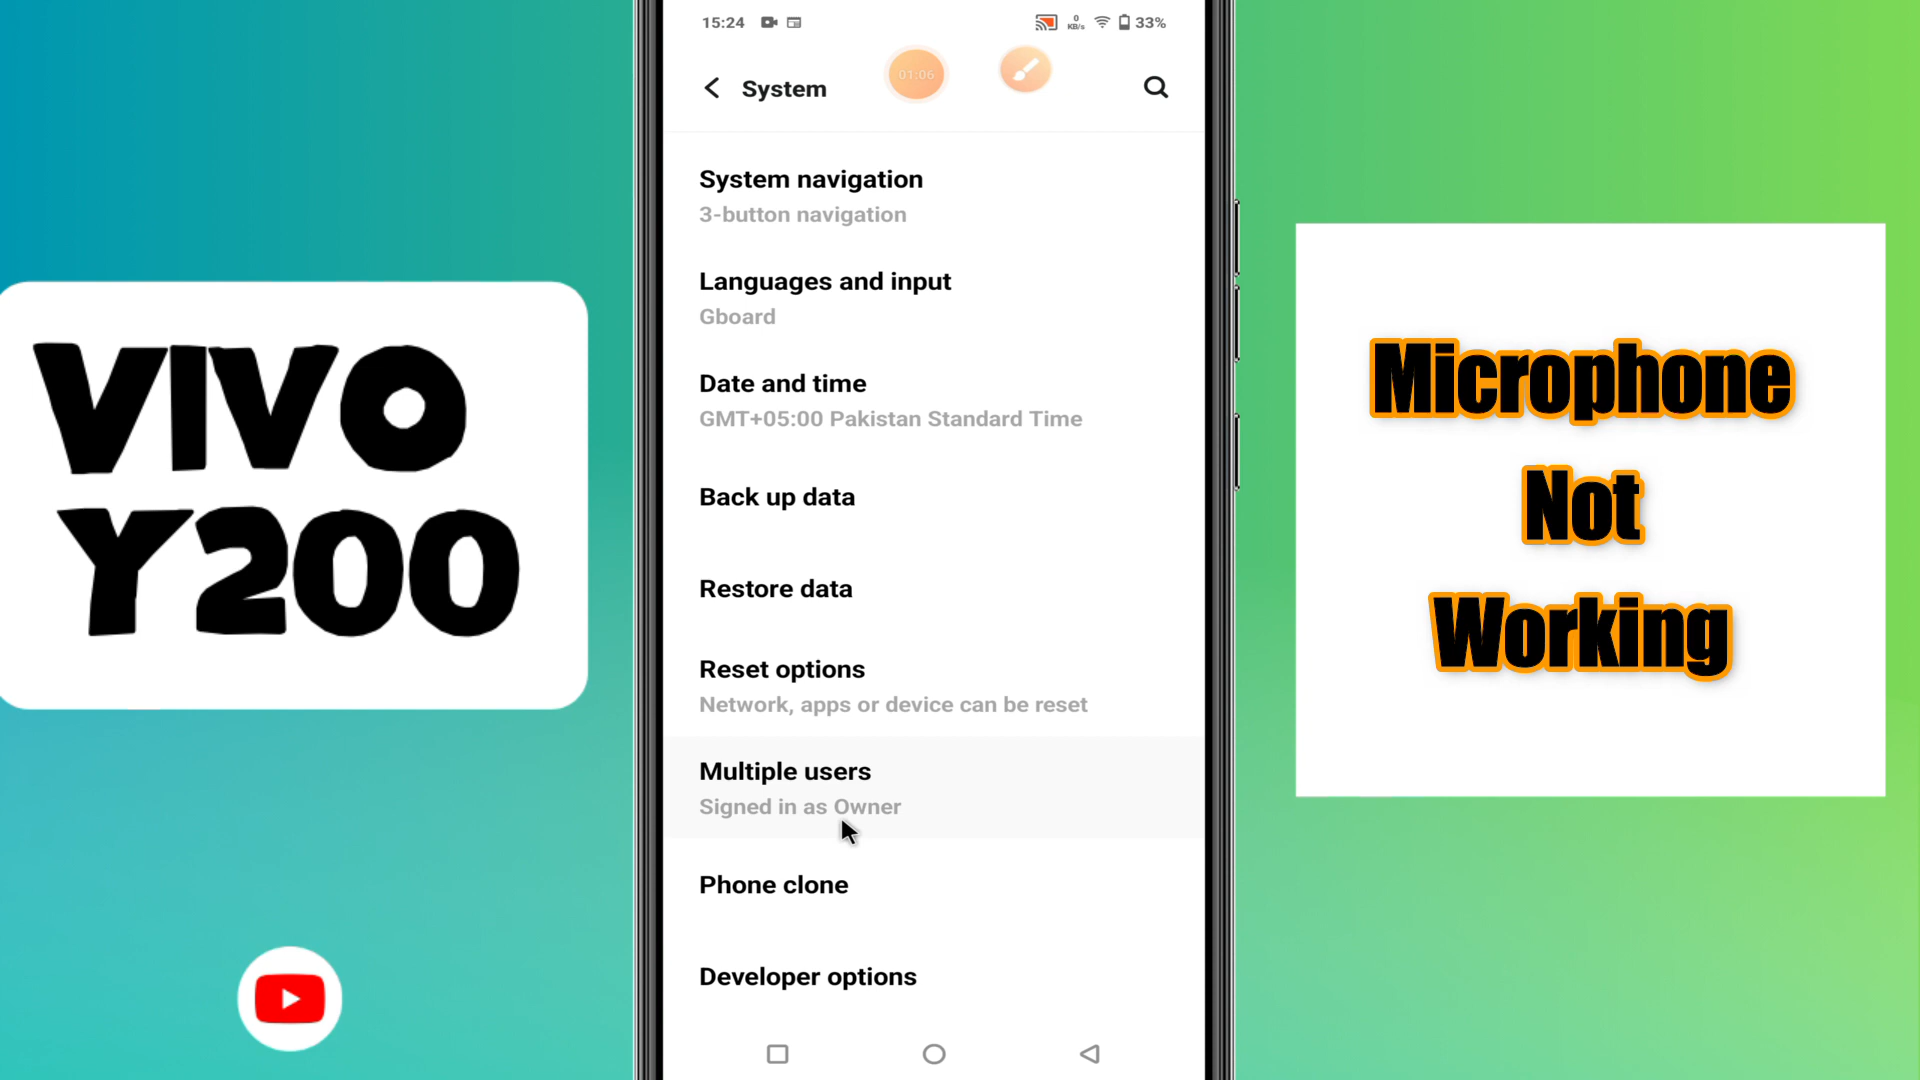 15:24
0
KB/s
33%
System
01:06
System navigation
3-button navigation
Languages and input
Gboard
Date and time
GMT+05:00 Pakistan Standard Time
Back up data
Restore data
Reset options
Network, apps or device can be reset
Multiple users
Signed in as Owner
Phone clone
Developer options
VIVO
Y200
Microphone
Not
Working